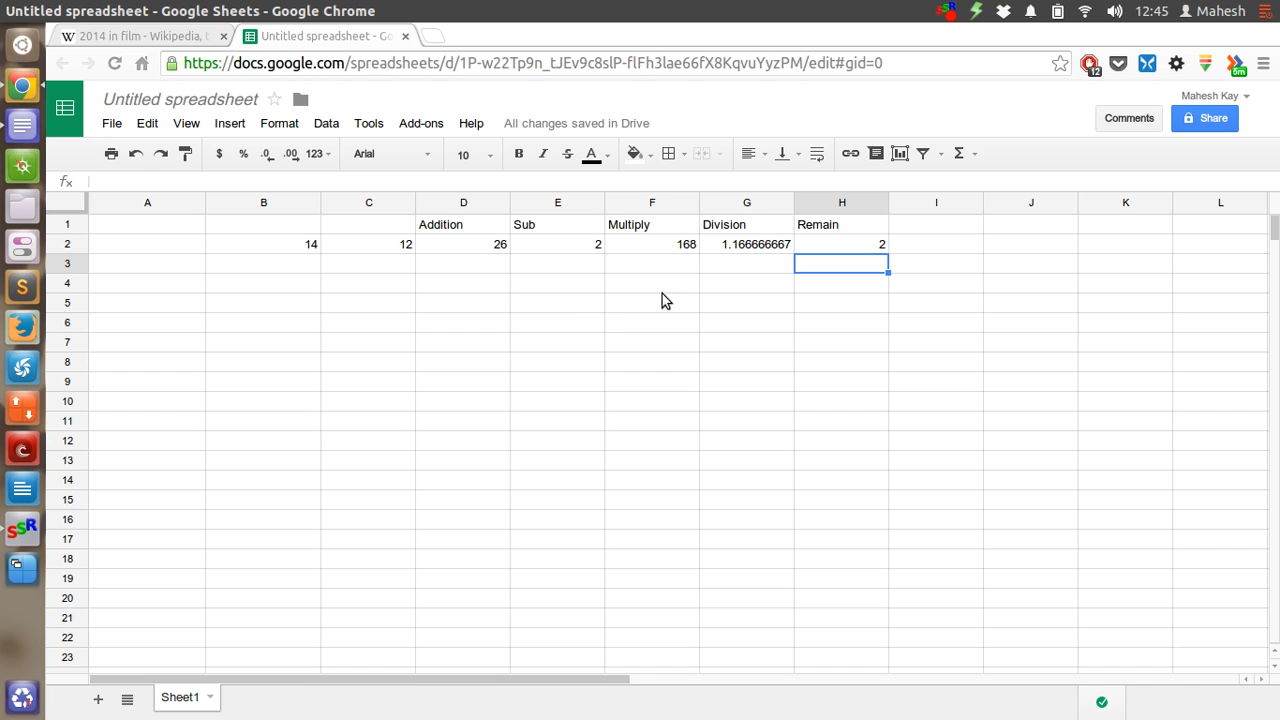 Untitled spreadsheet - Google Sheets - Google Chrome 12:45 Mahesh
W 2014 in film - Wikipedia, × Untitled spreadsheet - Go ×
https://docs.google.com/spreadsheets/d/1P-w22Tp9n_tJEv9c8slP-flFh3lae66fX8KqvuYyzPM/edit#gid=0 12 5m
Untitled spreadsheet Mahesh Kay
File Edit View Insert Format Data Tools Add-ons Help All changes saved in Drive Comments Share
$ % .0 .00 123 Arial 10 B I S A Σ
fx
A B C D E F G H I J K L
1 Addition Sub Multiply Division Remain
2 14 12 26 2 168 1.166666667 2
3
4
5
6
7
8
9
10
11
12
13
14
15
16
17
18
19
20
21
22
23
S
SSR
+ Sheet1